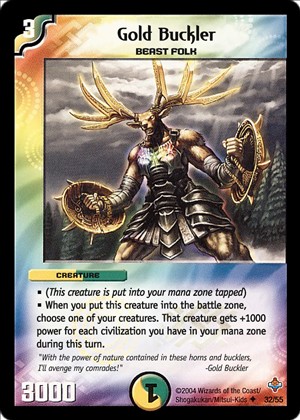 3
Gold Buckler
BEAST FOLK
CREATURE
▪ (This creature is put into your mana zone tapped)
▪ When you put this creature into the battle zone,
choose one of your creatures. That creature gets +1000
power for each civilization you have in your mana zone
during this turn.
"With the power of nature contained in these horns and bucklers,
I'll avenge my comrades!" -Gold Buckler
3000
1
©2004 Wizards of the Coast/
Shogakukan/Mitsui-Kids ♦ 32/55